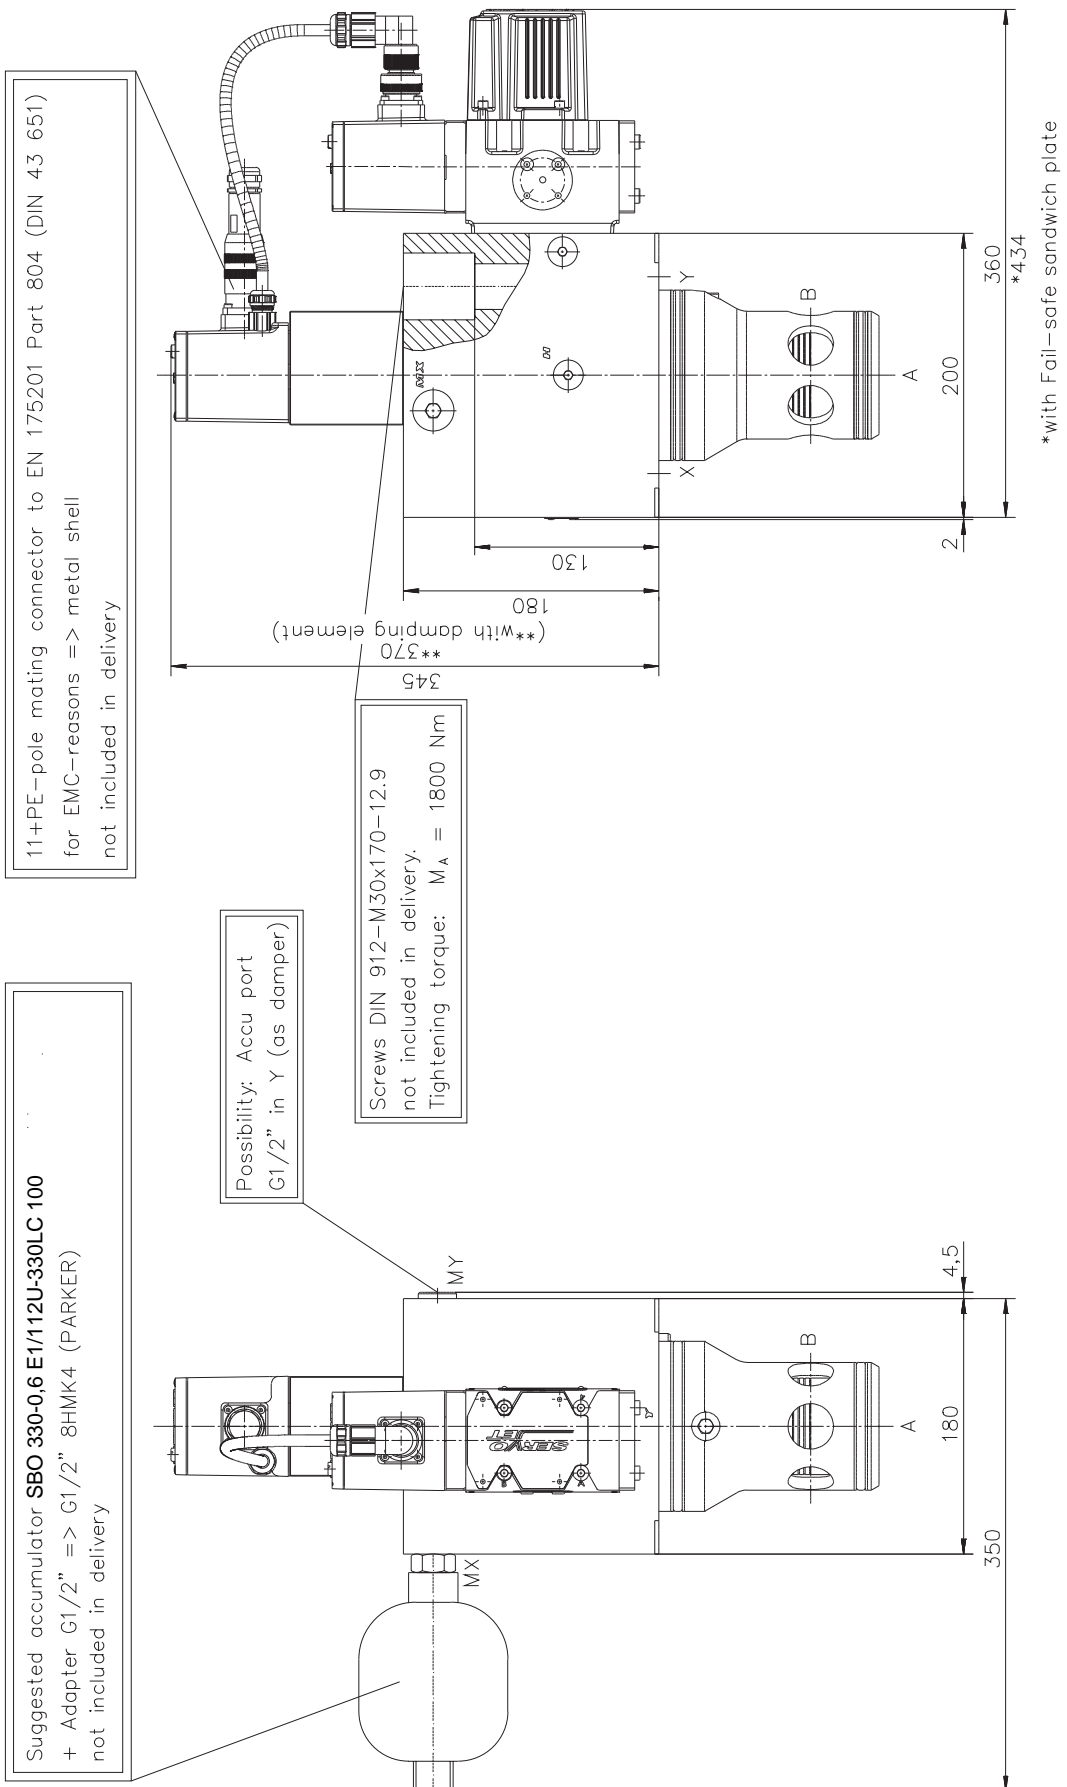 Suggested accumulator SBO 330-0,6 E1/112U-330LC 100
+ Adapter G1/2" => G1/2" 8HMK4 (PARKER)
not included in delivery
11+PE-pole mating connector to EN 175201 Part 804 (DIN 43 651)
for EMC-reasons => metal shell
not included in delivery
Possibility: Accu port
G1/2" in Y (as damper)
Screws DIN 912-M30x170-12.9
not included in delivery.
Tightening torque: MA = 1800 Nm
MX
MY
SERVO
JET
B
A
Y
B
A
180
4,5
350
345
**370
(**with damping element)
180
130
MX
H
X
Y
B
A
2
200
360
*434
*with Fail-safe sandwich plate